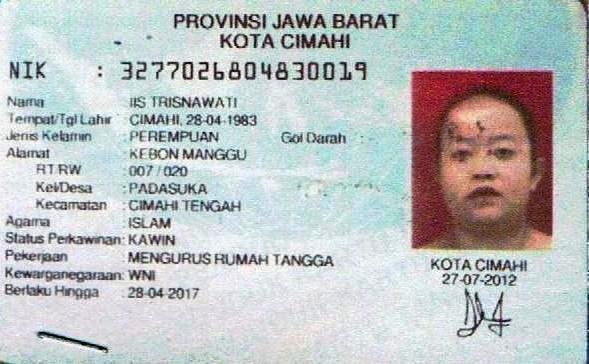 PROVINSI JAWA BARAT
KOTA CIMAHI
NIK : 3277026804830019
Nama : IIS TRISNAWATI
Tempat/Tgl Lahir : CIMAHI, 28-04-1983
Jenis Kelamin : PEREMPUAN Gol Darah :
Alamat : KEBON MANGGU
RT/RW : 007 / 020
Kel/Desa : PADASUKA
Kecamatan : CIMAHI TENGAH
Agama : ISLAM
Status Perkawinan: KAWIN
Pekerjaan : MENGURUS RUMAH TANGGA
Kewarganegaraan: WNI
Berlaku Hingga : 28-04-2017
KOTA CIMAHI
27-07-2012